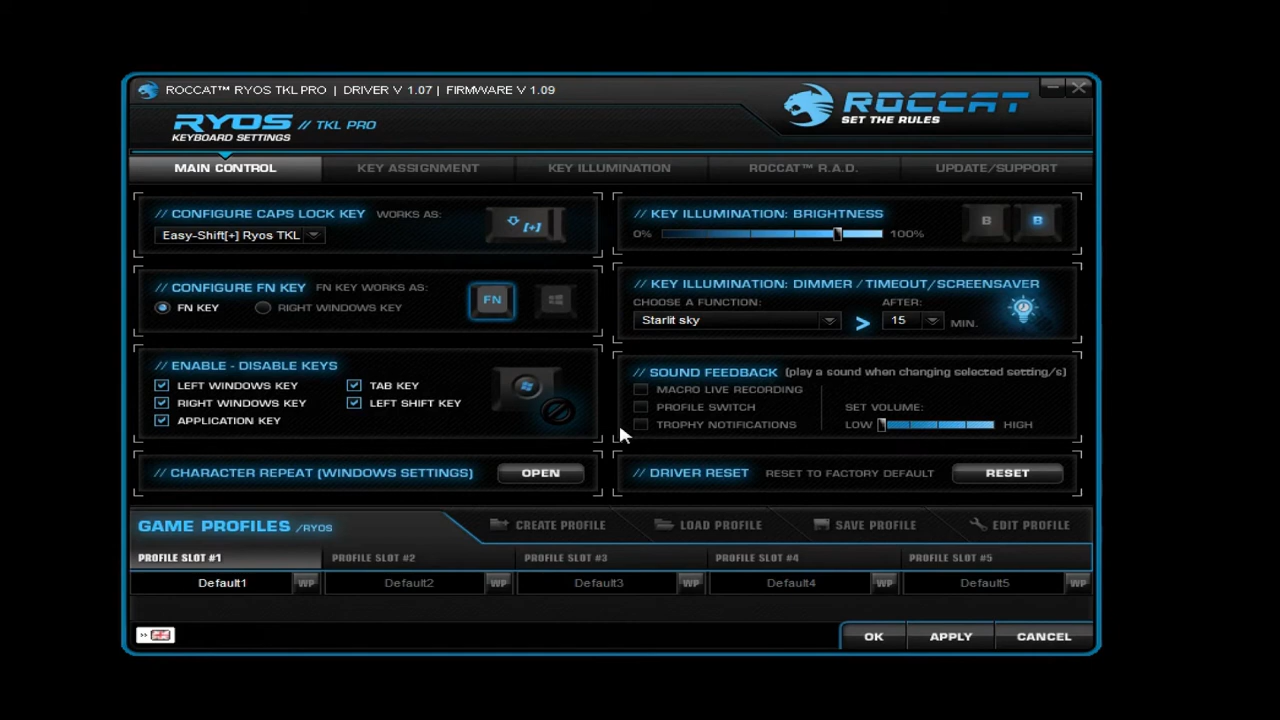 ROCCAT™ RYOS TKL PRO | DRIVER V 1.07 | FIRMWARE V 1.09
RYOS // TKL PRO
KEYBOARD SETTINGS
ROCCAT
SET THE RULES
MAIN CONTROL
KEY ASSIGNMENT
KEY ILLUMINATION
ROCCAT™ R.A.D.
UPDATE/SUPPORT
// CONFIGURE CAPS LOCK KEY WORKS AS:
Easy-Shift[+] Ryos TKL
[+]
// CONFIGURE FN KEY FN KEY WORKS AS:
FN KEY
RIGHT WINDOWS KEY
FN
// ENABLE - DISABLE KEYS
LEFT WINDOWS KEY
TAB KEY
RIGHT WINDOWS KEY
LEFT SHIFT KEY
APPLICATION KEY
// CHARACTER REPEAT (WINDOWS SETTINGS)
OPEN
// KEY ILLUMINATION: BRIGHTNESS
0%
100%
B
B
// KEY ILLUMINATION: DIMMER / TIMEOUT/SCREENSAVER
CHOOSE A FUNCTION:
AFTER:
Starlit sky
>
15
MIN.
// SOUND FEEDBACK (play a sound when changing selected setting/s)
MACRO LIVE RECORDING
PROFILE SWITCH
TROPHY NOTIFICATIONS
SET VOLUME:
LOW
HIGH
// DRIVER RESET RESET TO FACTORY DEFAULT
RESET
GAME PROFILES /RYOS
CREATE PROFILE
LOAD PROFILE
SAVE PROFILE
EDIT PROFILE
PROFILE SLOT #1
PROFILE SLOT #2
PROFILE SLOT #3
PROFILE SLOT #4
PROFILE SLOT #5
Default1
WP
Default2
WP
Default3
WP
Default4
WP
Default5
WP
»
OK
APPLY
CANCEL